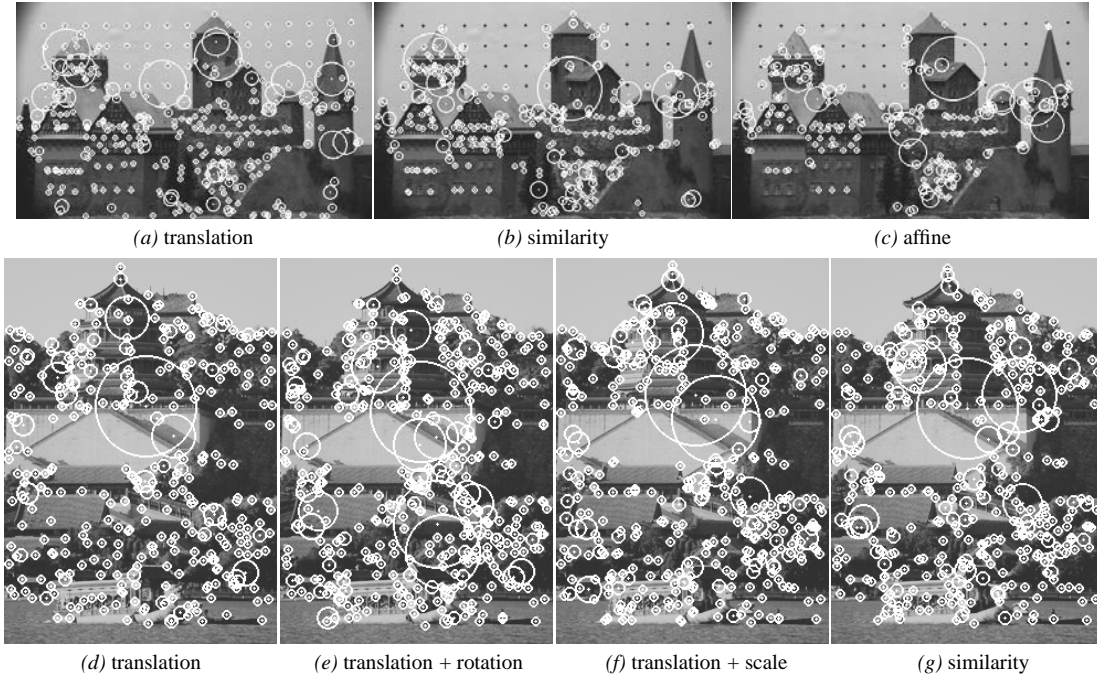 (a) translation
(b) similarity
(c) affine
(d) translation
(e) translation + rotation
(f) translation + scale
(g) similarity